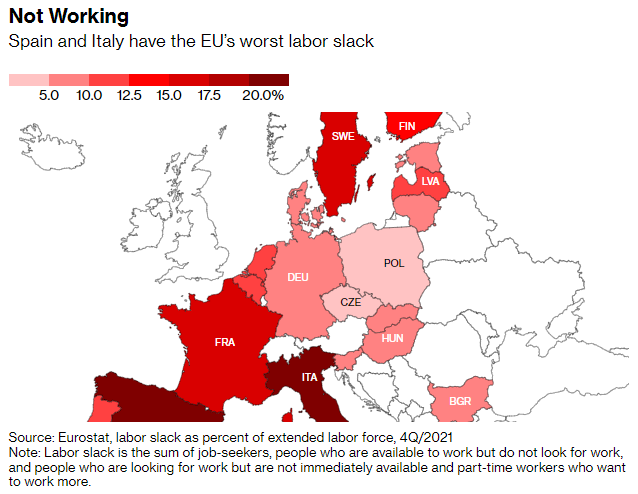 Not Working
Spain and Italy have the EU's worst labor slack
5.0 10.0 12.5 15.0 17.5 20.0%
SWE
FIN
LVA
DEU
POL
CZE
FRA
HUN
ITA
BGR
Source: Eurostat, labor slack as percent of extended labor force, 4Q/2021
Note: Labor slack is the sum of job-seekers, people who are available to work but do not look for work,
and people who are looking for work but are not immediately available and part-time workers who want
to work more.